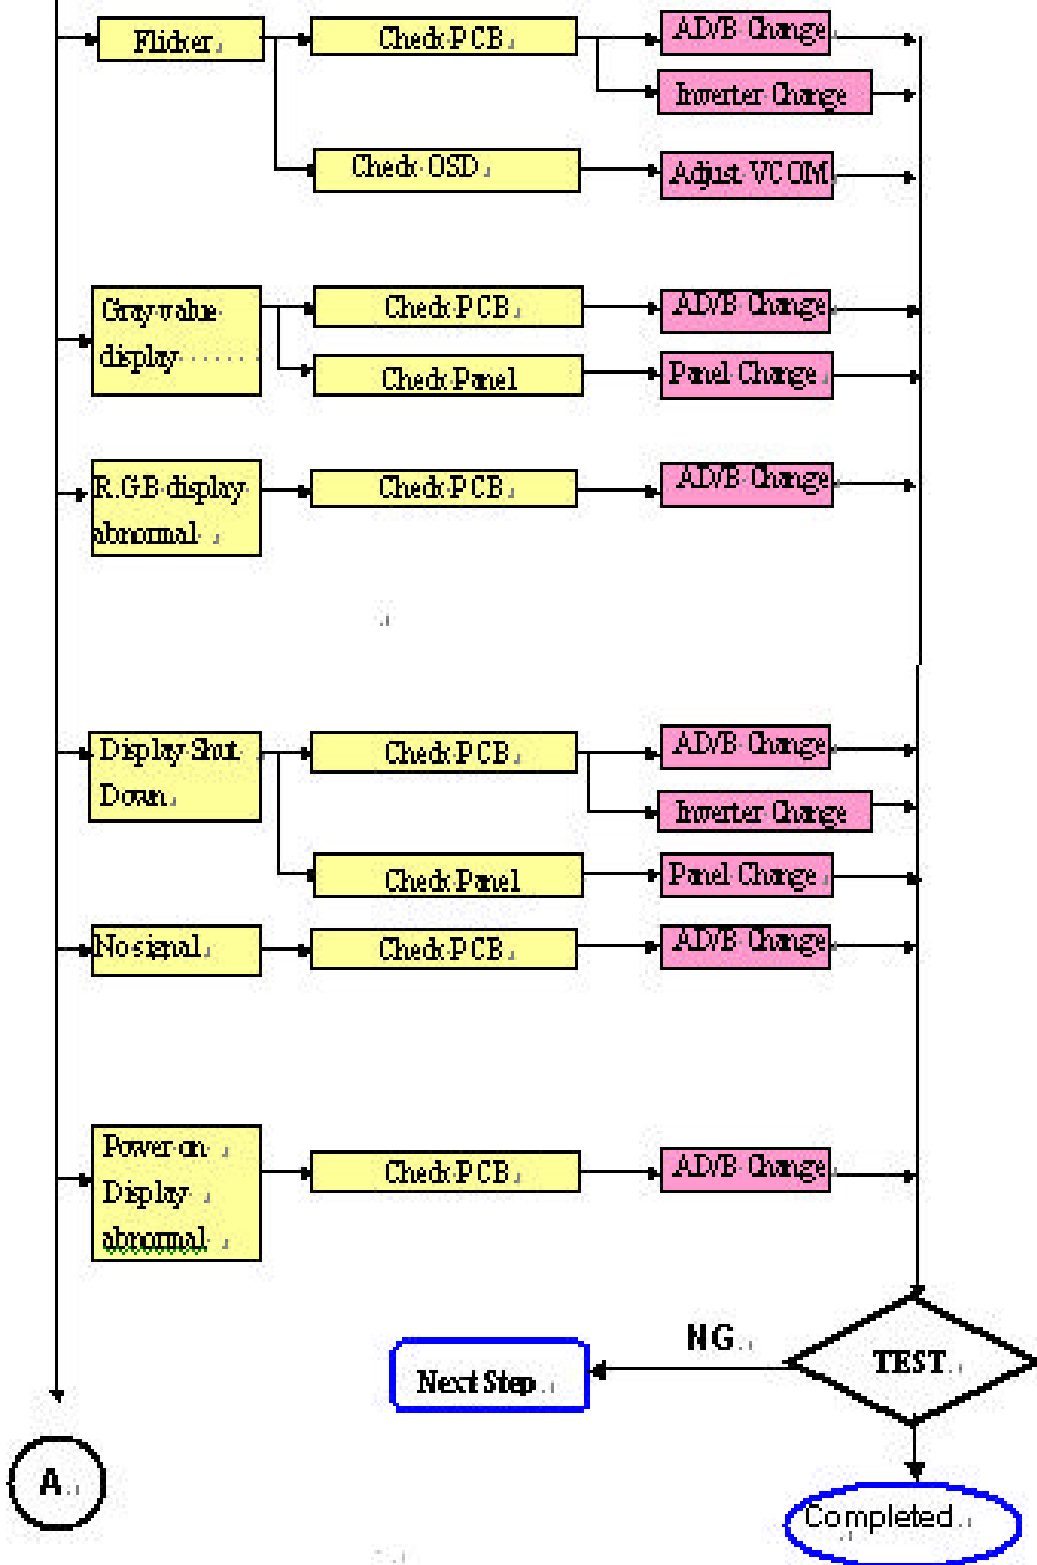 Flicker
Check PCB
AD/B Change
Inverter Change
Check OSD
Adjust VCOM
Gray value
display
Check PCB
AD/B Change
Check Panel
Panel Change
R.G.B display
abnormal
Check PCB
AD/B Change
Display Shut
Down
Check PCB
AD/B Change
Inverter Change
Check Panel
Panel Change
No signal
Check PCB
AD/B Change
Power on
Display
abnormal
Check PCB
AD/B Change
NG
TEST
Next Step
A
Completed